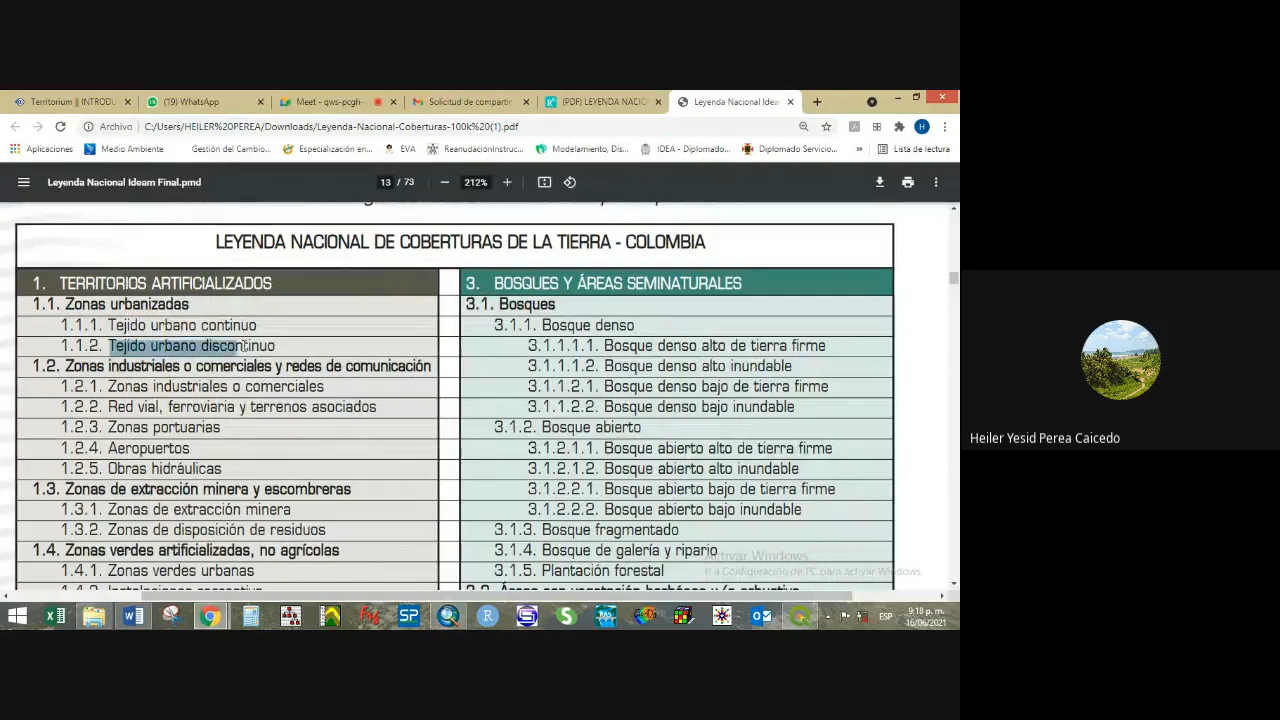 Territorium || INTRODU
(19) WhatsApp
Meet - qws-pcgh-
Solicitud de compartir
(PDF) LEYENDA NACIO
Leyenda Nacional Ideam
Archivo
C:/Users/HEILER%20PEREA/Downloads/Leyenda-Nacional-Coberturas-100k%20(1).pdf
H
Aplicaciones
Medio Ambiente
Gestión del Cambio...
Especialización en...
EVA
ReanudacionInstruc...
Modelamiento, Dis...
IDEA - Diplomado...
Diplomado Servicio...
»
Lista de lectura
Leyenda Nacional Ideam Final.pmd
13 / 73
212%
LEYENDA NACIONAL DE COBERTURAS DE LA TIERRA - COLOMBIA
1. TERRITORIOS ARTIFICIALIZADOS
1.1. Zonas urbanizadas
1.1.1. Tejido urbano continuo
1.1.2. Tejido urbano discontinuo
1.2. Zonas industriales o comerciales y redes de comunicación
1.2.1. Zonas industriales o comerciales
1.2.2. Red vial, ferroviaria y terrenos asociados
1.2.3. Zonas portuarias
1.2.4. Aeropuertos
1.2.5. Obras hidráulicas
1.3. Zonas de extracción minera y escombreras
1.3.1. Zonas de extracción minera
1.3.2. Zonas de disposición de residuos
1.4. Zonas verdes artificializadas, no agrícolas
1.4.1. Zonas verdes urbanas
3. BOSQUES Y ÁREAS SEMINATURALES
3.1. Bosques
3.1.1. Bosque denso
3.1.1.1.1. Bosque denso alto de tierra firme
3.1.1.1.2. Bosque denso alto inundable
3.1.1.2.1. Bosque denso bajo de tierra firme
3.1.1.2.2. Bosque denso bajo inundable
3.1.2. Bosque abierto
3.1.2.1.1. Bosque abierto alto de tierra firme
3.1.2.1.2. Bosque abierto alto inundable
3.1.2.2.1. Bosque abierto bajo de tierra firme
3.1.2.2.2. Bosque abierto bajo inundable
3.1.3. Bosque fragmentado
3.1.4. Bosque de galería y ripario
3.1.5. Plantación forestal
Activar Windows
Ir a Configuración de PC para activar Windows.
SP
R
S
S
ESP
9:18 p. m.
16/06/2021
Heiler Yesid Perea Caicedo